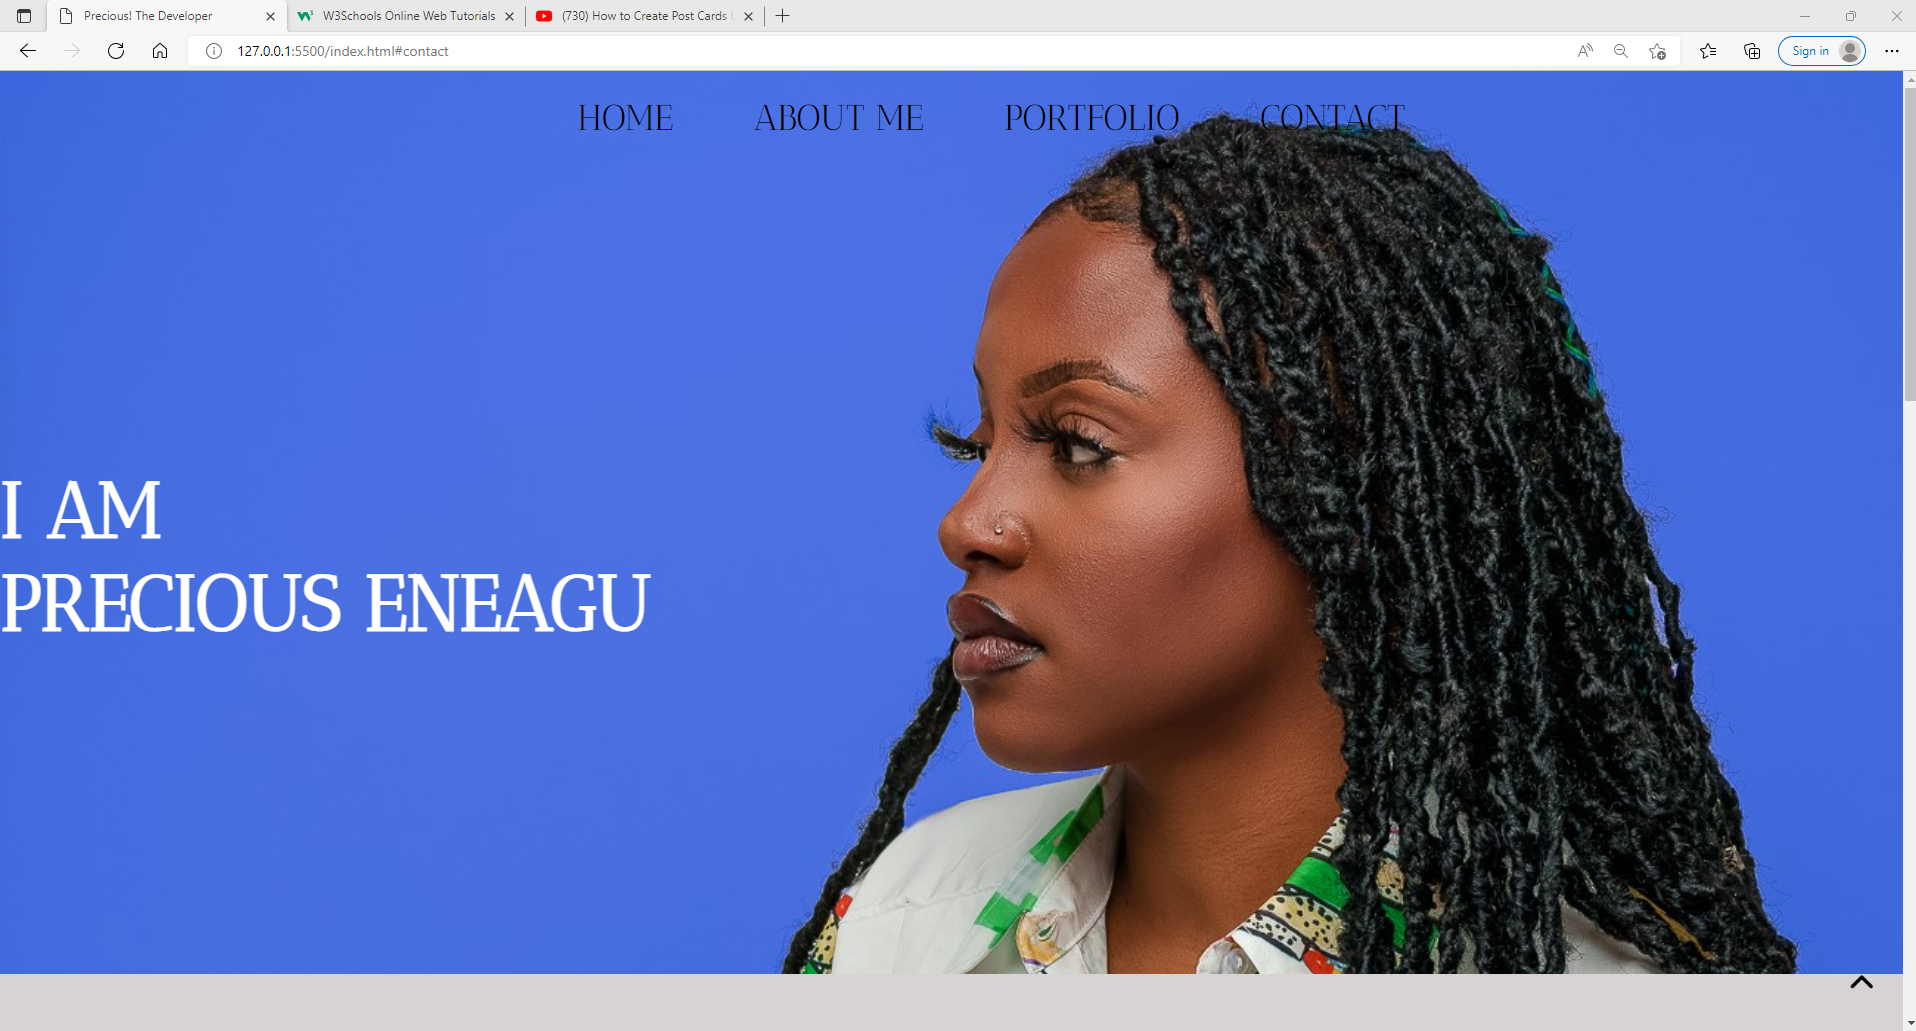 Precious! The Developer
W3Schools Online Web Tutorials
(730) How to Create Post Cards
127.0.0.1:5500/index.html#contact
Sign in
HOME
ABOUT ME
PORTFOLIO
CONTACT
I AM
PRECIOUS ENEAGU